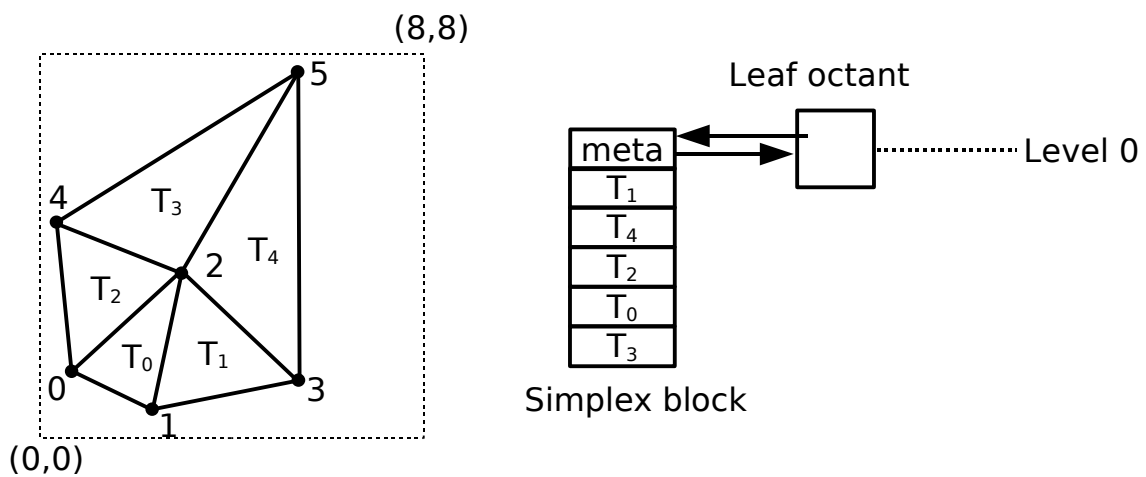 (8,8)
5
4
T3
2
T4
T2
T0
T1
0
3
1
(0,0)
Leaf octant
meta
Level 0
T1
T4
T2
T0
T3
Simplex block